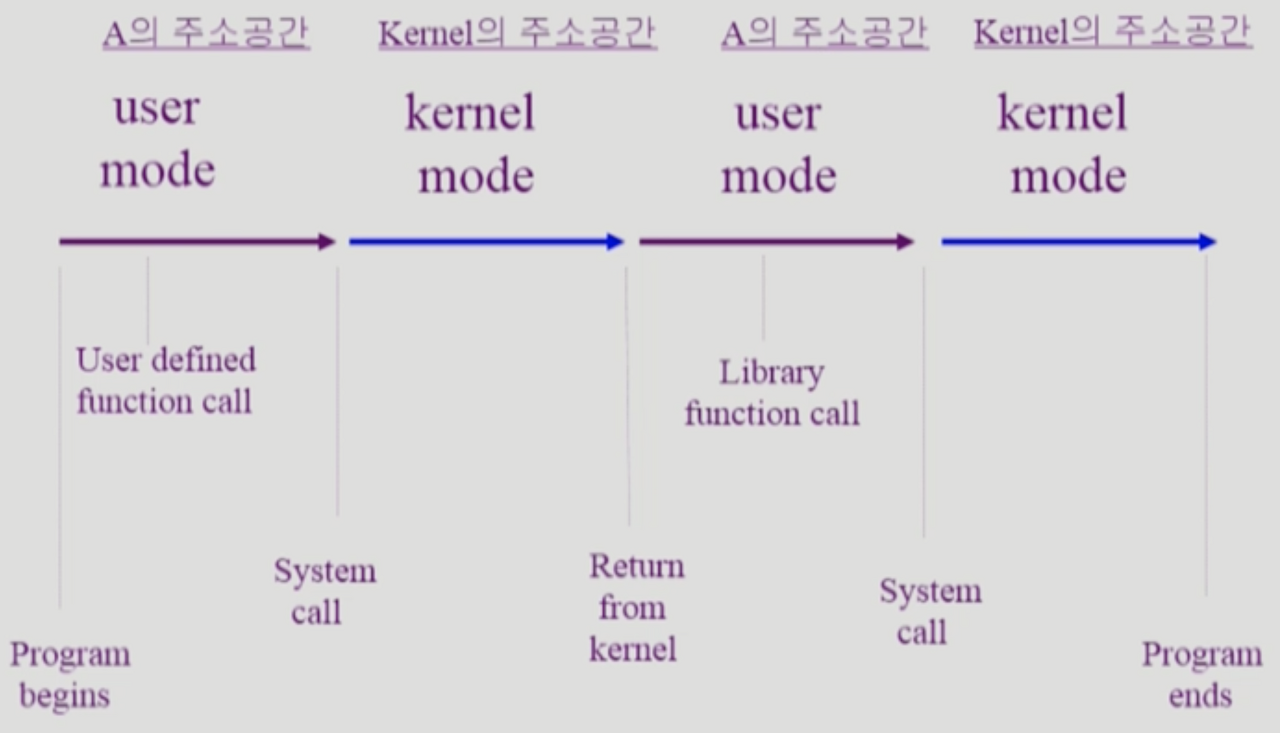 A의 주소공간
Kernel의 주소공간
A의 주소공간
Kernel의 주소공간
user
mode
kernel
mode
user
mode
kernel
mode
User defined
function call
Library
function call
System
call
Return
from
kernel
System
call
Program
begins
Program
ends